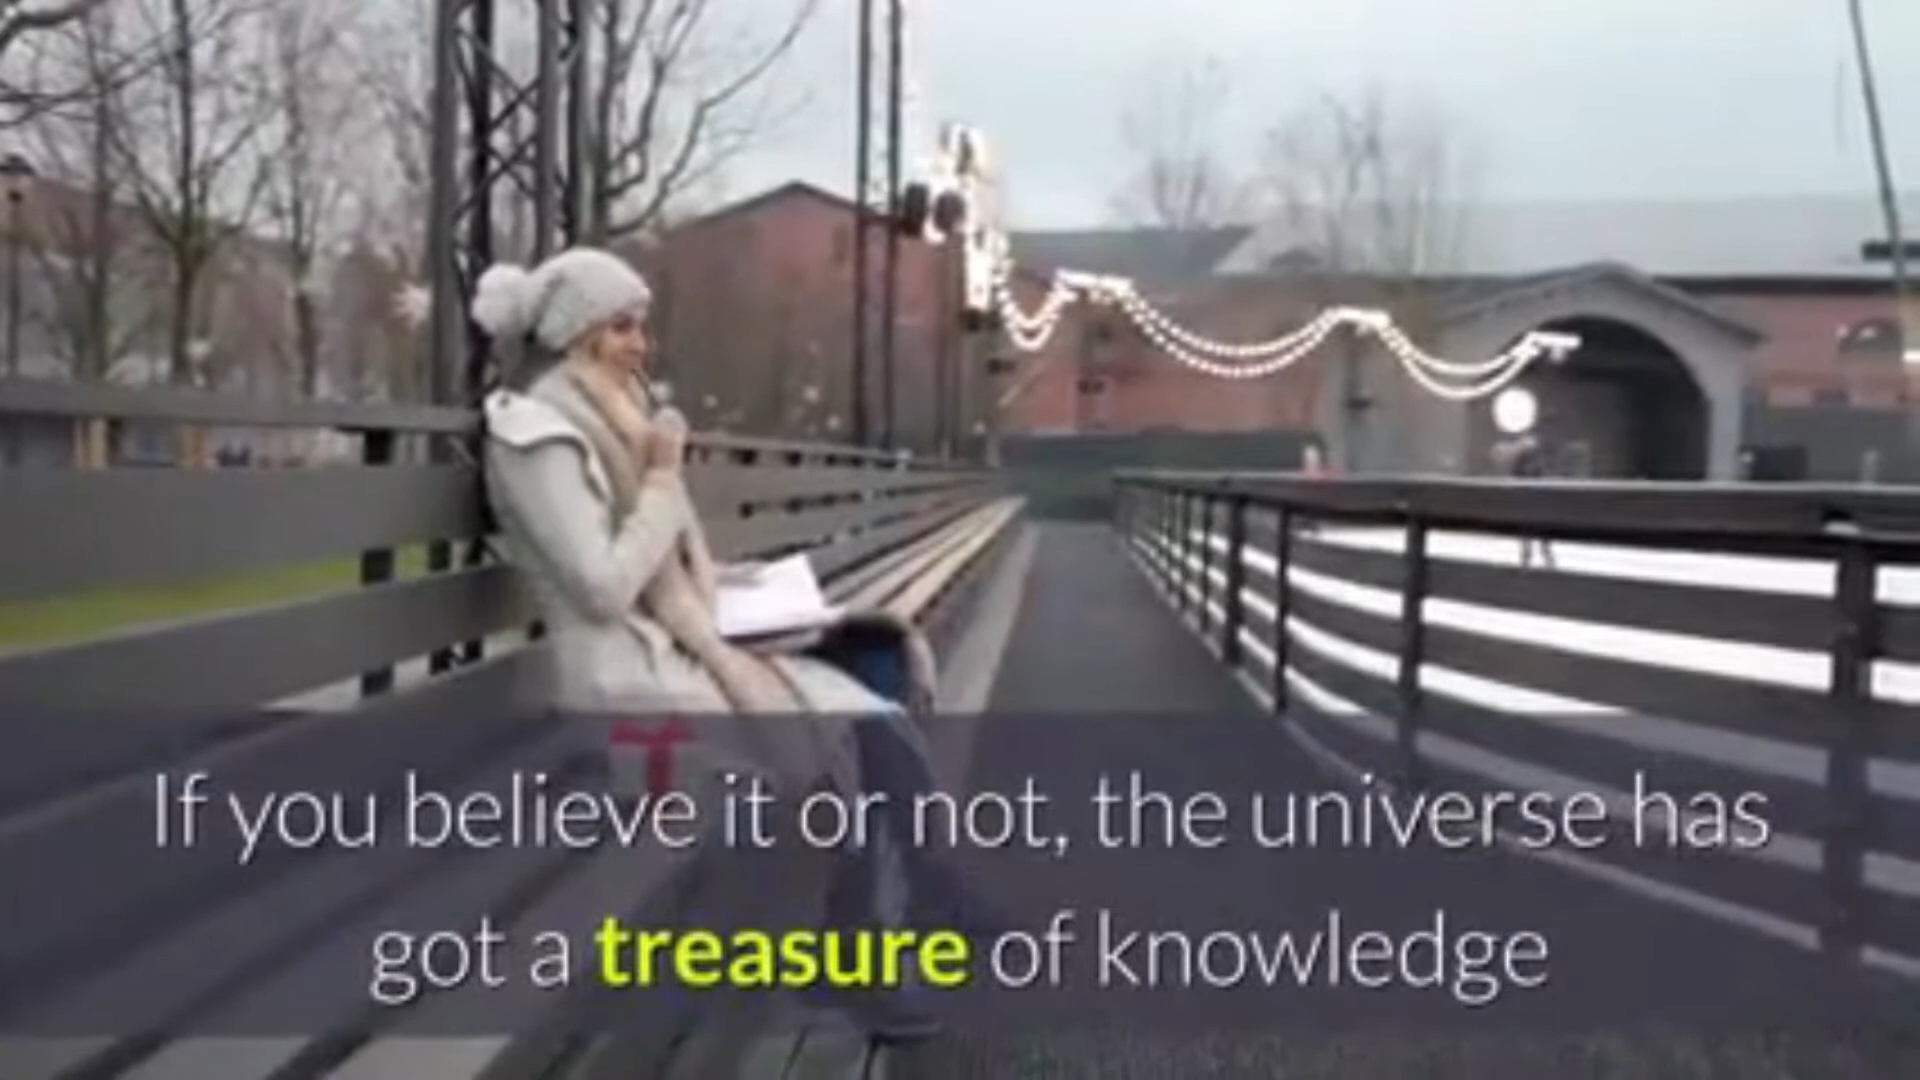 If you believe it or not, the universe has
got a treasure of knowledge